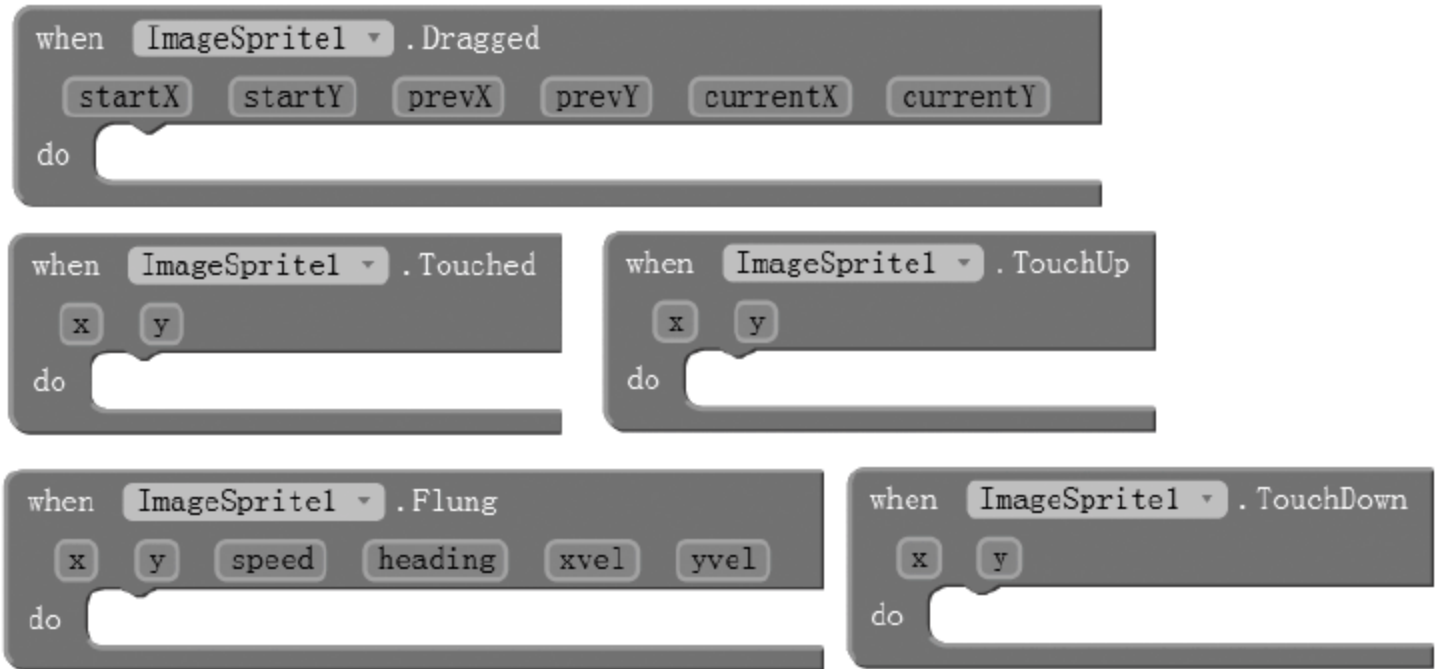 when ImageSprite1 .Dragged
startX startY prevX prevY currentX currentY
do
when ImageSprite1 .Touched
x y
do
when ImageSprite1 .TouchUp
x y
do
when ImageSprite1 .Flung
x y speed heading xvel yvel
do
when ImageSprite1 .TouchDown
x y
do